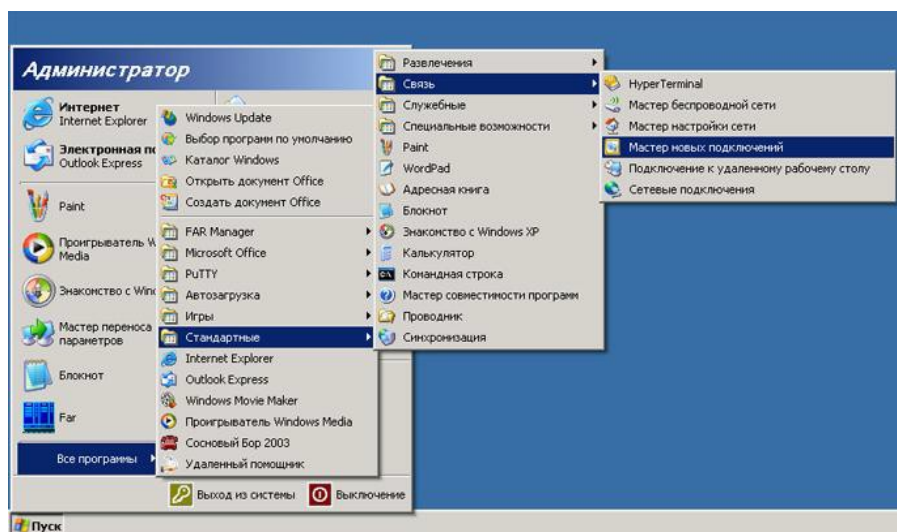 Администратор
Интернет
Internet Explorer
Электронная по
Outlook Express
Paint
Проигрыватель W
Media
Знакомство с Winc
Мастер переноса
параметров
Блокнот
Far
Все программы
Windows Update
Выбор программ по умолчанию
Каталог Windows
Открыть документ Office
Создать документ Office
FAR Manager
Microsoft Office
PuTTY
Автозагрузка
Игры
Стандартные
Internet Explorer
Outlook Express
Windows Movie Maker
Проигрыватель Windows Media
Сосновый Бор 2003
Удаленный помощник
Развлечения
Связь
Служебные
Специальные возможности
Paint
WordPad
Адресная книга
Блокнот
Знакомство с Windows XP
Калькулятор
Командная строка
Мастер совместимости программ
Проводник
Синхронизация
HyperTerminal
Мастер беспроводной сети
Мастер настройки сети
Мастер новых подключений
Подключение к удаленному рабочему столу
Сетевые подключения
Выход из системы
Выключение
Пуск